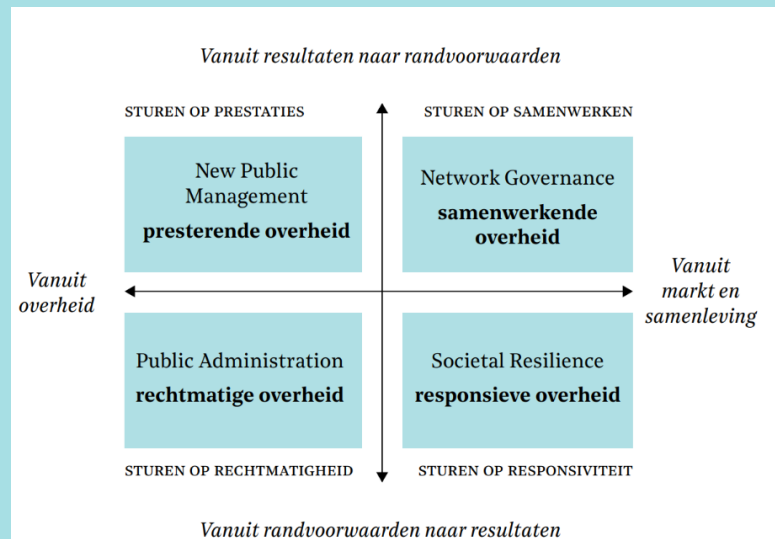 Vanuit resultaten naar randvoorwaarden
STUREN OP PRESTATIES
STUREN OP SAMENWERKEN
New Public
Management
presterende overheid
Network Governance
samenwerkende
overheid
Vanuit
overheid
Vanuit
markt en
samenleving
Public Administration
rechtmatige overheid
Societal Resilience
responsieve overheid
STUREN OP RECHTMATIGHEID
STUREN OP RESPONSIVITEIT
Vanuit randvoorwaarden naar resultaten